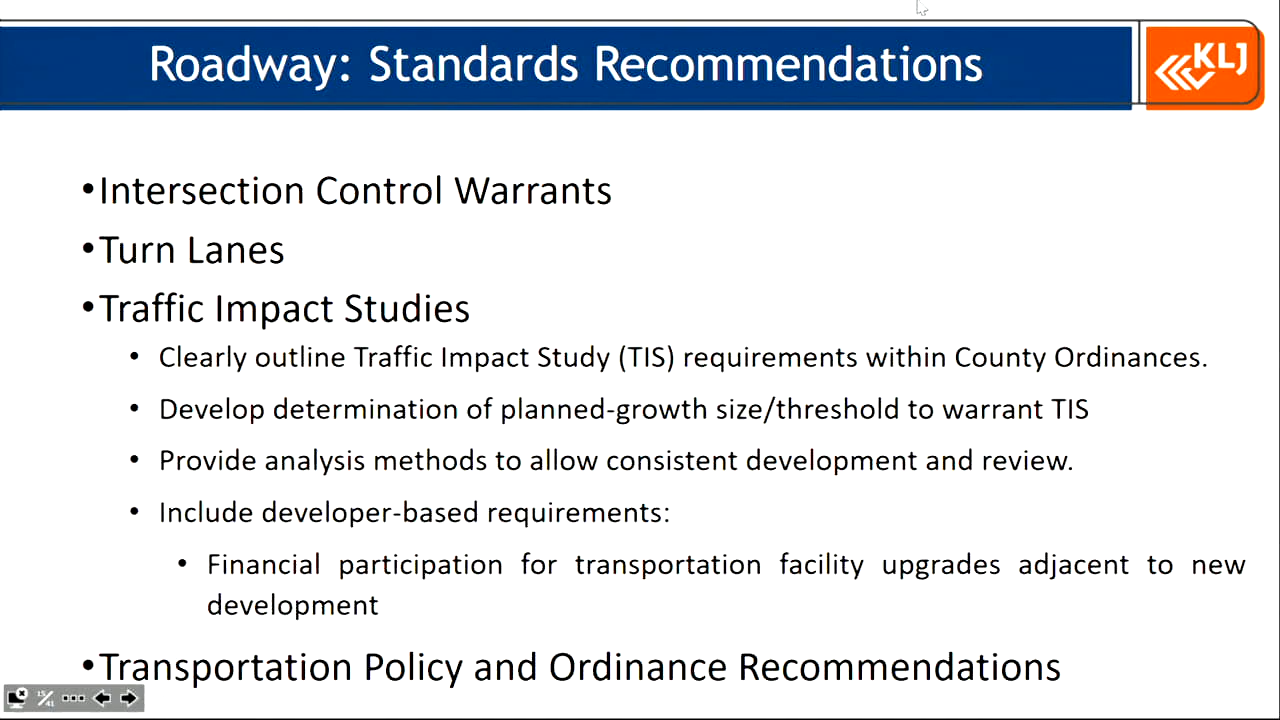 Roadway: Standards Recommendations
KLJ
•Intersection Control Warrants
•Turn Lanes
•Traffic Impact Studies
• Clearly outline Traffic Impact Study (TIS) requirements within County Ordinances.
• Develop determination of planned-growth size/threshold to warrant TIS
• Provide analysis methods to allow consistent development and review.
• Include developer-based requirements:
• Financial participation for transportation facility upgrades adjacent to new
development
•Transportation Policy and Ordinance Recommendations
15/41